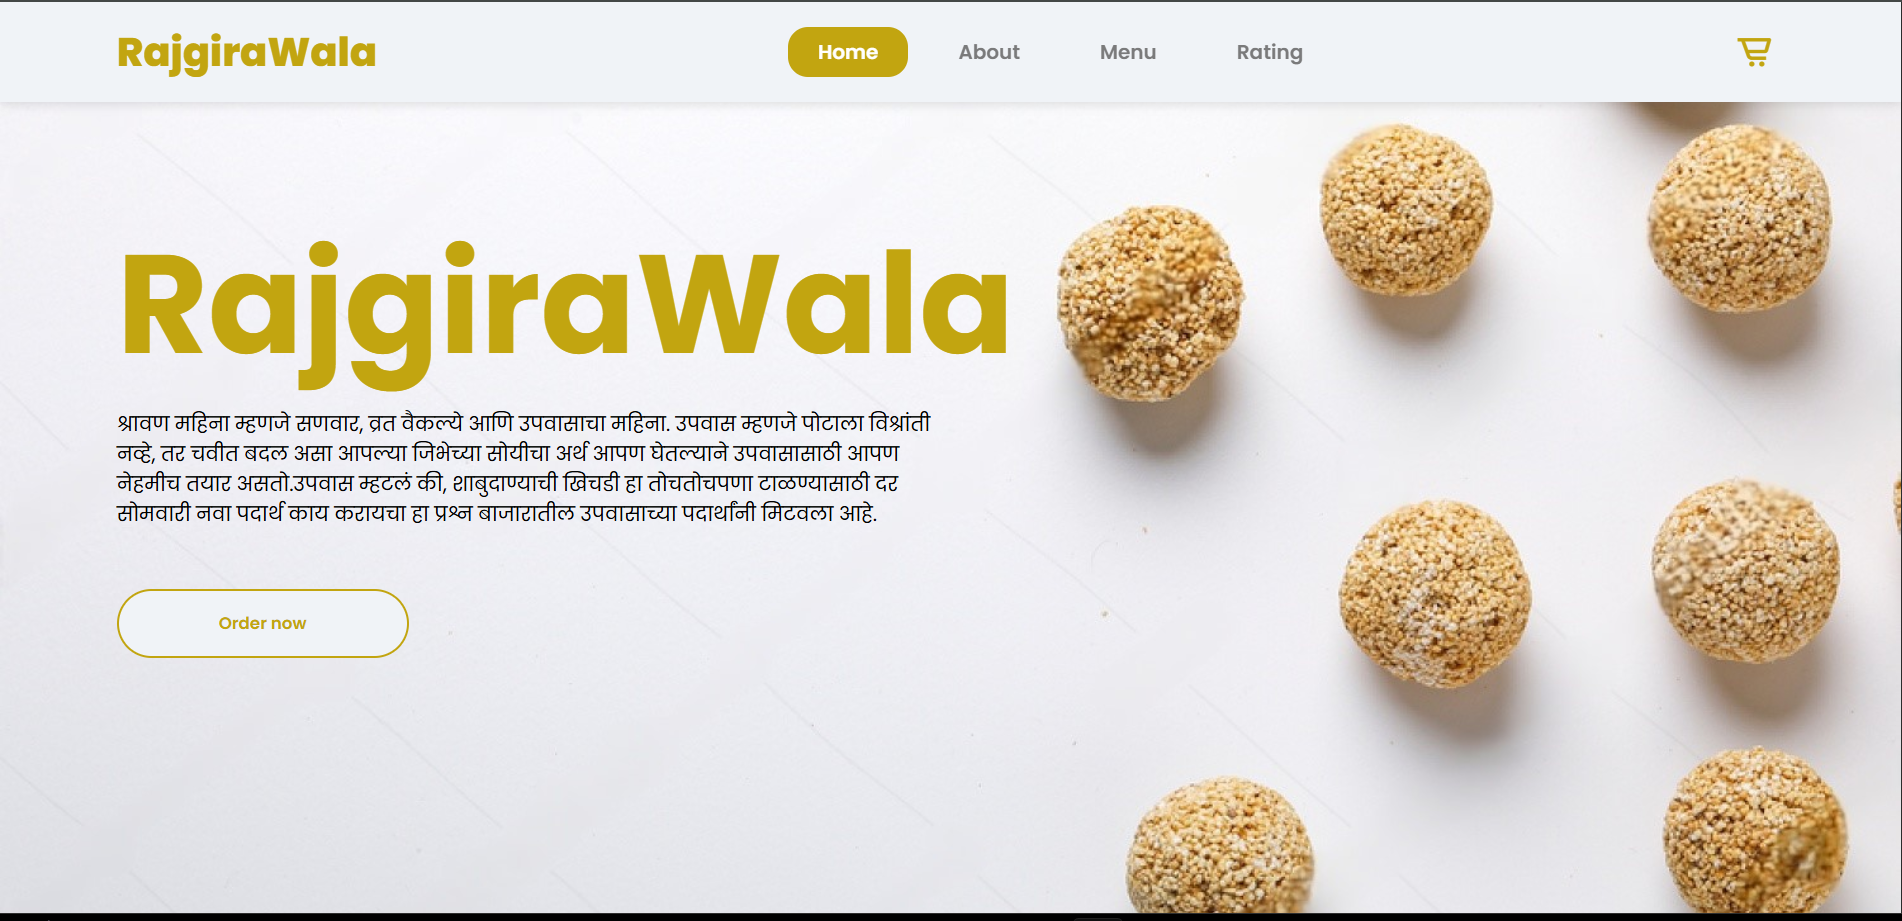 RajgiraWala
Home About Menu Rating
RajgiraWala
श्रावण महिना म्हणजे सणवार, व्रत वैकल्ये आणि उपवासाचा महिना. उपवास म्हणजे पोटाला विश्रांती
नव्हे, तर चवीत बदल असा आपल्या जिभेच्या सोयीचा अर्थ आपण घेतल्याने उपवासासाठी आपण
नेहमीच तयार असतो.उपवास म्हटलं की, शाबुदाण्याची खिचडी हा तोचतोचपणा टाळण्यासाठी दर
सोमवारी नवा पदार्थ काय करायचा हा प्रश्न बाजारातील उपवासाच्या पदार्थांनी मिटवला आहे.
Order now